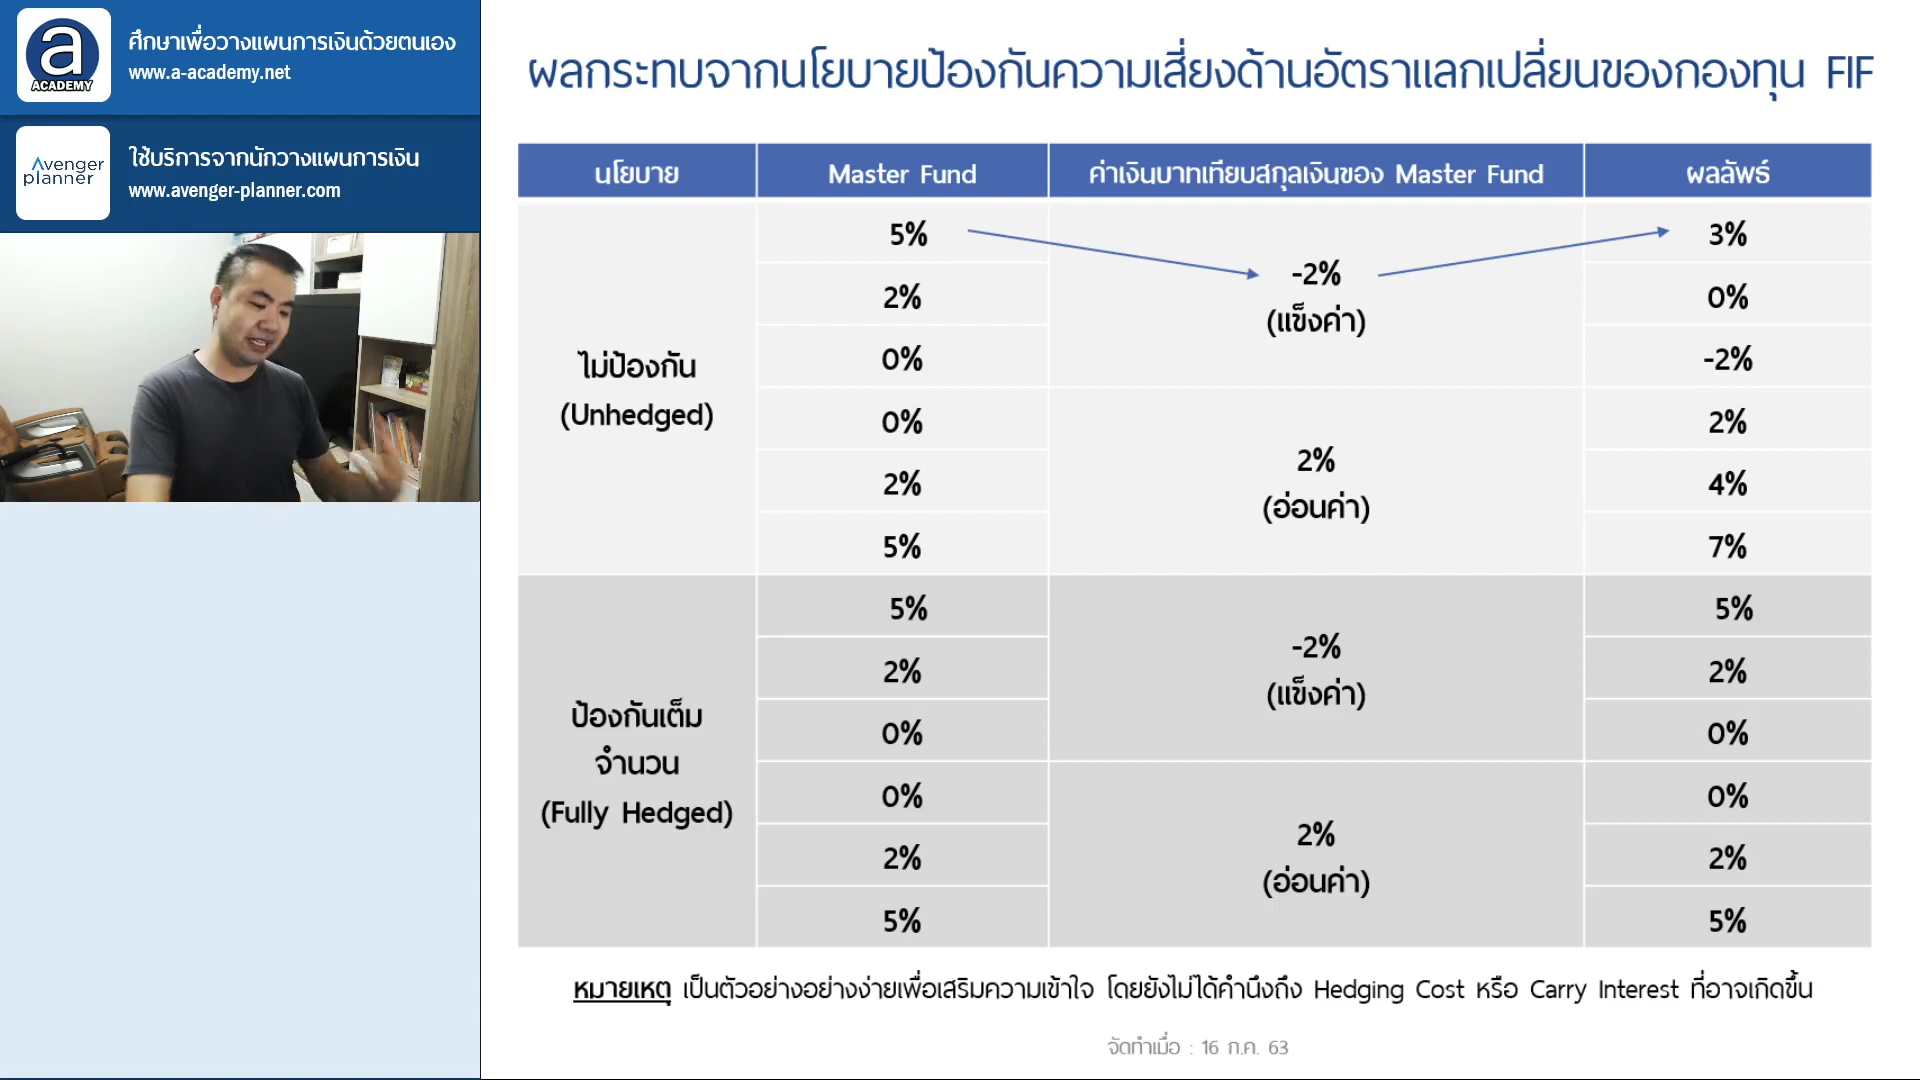 a
ACADEMY
ศึกษาเพื่อวางแผนการเงินด้วยตนเอง
www.a-academy.net
Avenger
planner
ใช้บริการจากนักวางแผนการเงิน
www.avenger-planner.com
ผลกระทบจากนโยบายป้องกันความเสี่ยงด้านอัตราแลกเปลี่ยนของกองทุน FIF
นโยบาย Master Fund ค่าเงินบาทเทียบสกุลเงินของ Master Fund ผลลัพธ์
ไม่ป้องกัน
(Unhedged)
5%
2%
0%
0%
2%
5%
-2%
(แข็งค่า)
2%
(อ่อนค่า)
3%
0%
-2%
2%
4%
7%
ป้องกันเต็ม
จำนวน
(Fully Hedged)
5%
2%
0%
0%
2%
5%
-2%
(แข็งค่า)
2%
(อ่อนค่า)
5%
2%
0%
0%
2%
5%
หมายเหตุ เป็นตัวอย่างอย่างง่ายเพื่อเสริมความเข้าใจ โดยยังไม่ได้คำนึงถึง Hedging Cost หรือ Carry Interest ที่อาจเกิดขึ้น
จัดทำเมื่อ : 16 ก.ค. 63